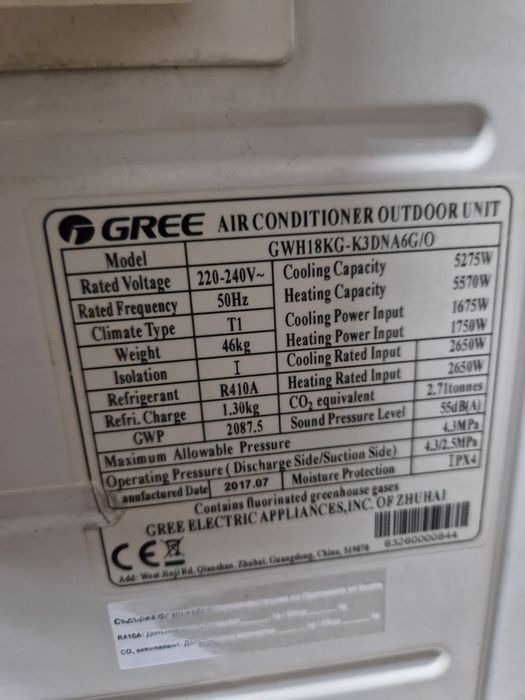 GREE AIR CONDITIONER OUTDOOR UNIT
Model GWH18KG-K3DNA6G/O
Rated Voltage 220-240V~ Cooling Capacity 5275W
Rated Frequency 50Hz Heating Capacity 5570W
Climate Type T1 Cooling Power Input 1675W
Weight 46kg Heating Power Input 1750W
Isolation I Cooling Rated Input 2650W
Refrigerant R410A Heating Rated Input 2650W
Refri. Charge 1.30kg CO₂ equivalent 2.71tonnes
GWP 2087.5 Sound Pressure Level 55dB(A)
Maximum Allowable Pressure 4.3MPa
Operating Pressure (Discharge Side/Suction Side) 4.3/2.5MPa
anufactured Date 2017.07 Moisture Protection IPX4
Contains fluorinated greenhouse gases
GREE ELECTRIC APPLIANCES,INC. OF ZHUHAI
CE
63260000844
Add: West Jinji Rd, Qianshan, Zhuhai, Guangdong, China, 519070
Съдържа
R410A:
CO₂